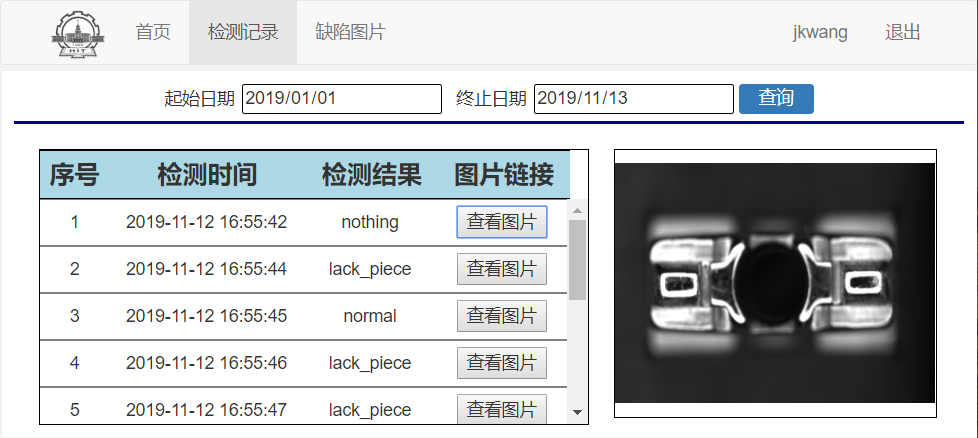 HIT
首页 检测记录 缺陷图片 jkwang 退出
起始日期 2019/01/01 终止日期 2019/11/13 查询
序号 检测时间 检测结果 图片链接
1 2019-11-12 16:55:42 nothing 查看图片
2 2019-11-12 16:55:44 lack_piece 查看图片
3 2019-11-12 16:55:45 normal 查看图片
4 2019-11-12 16:55:46 lack_piece 查看图片
5 2019-11-12 16:55:47 lack_piece 查看图片